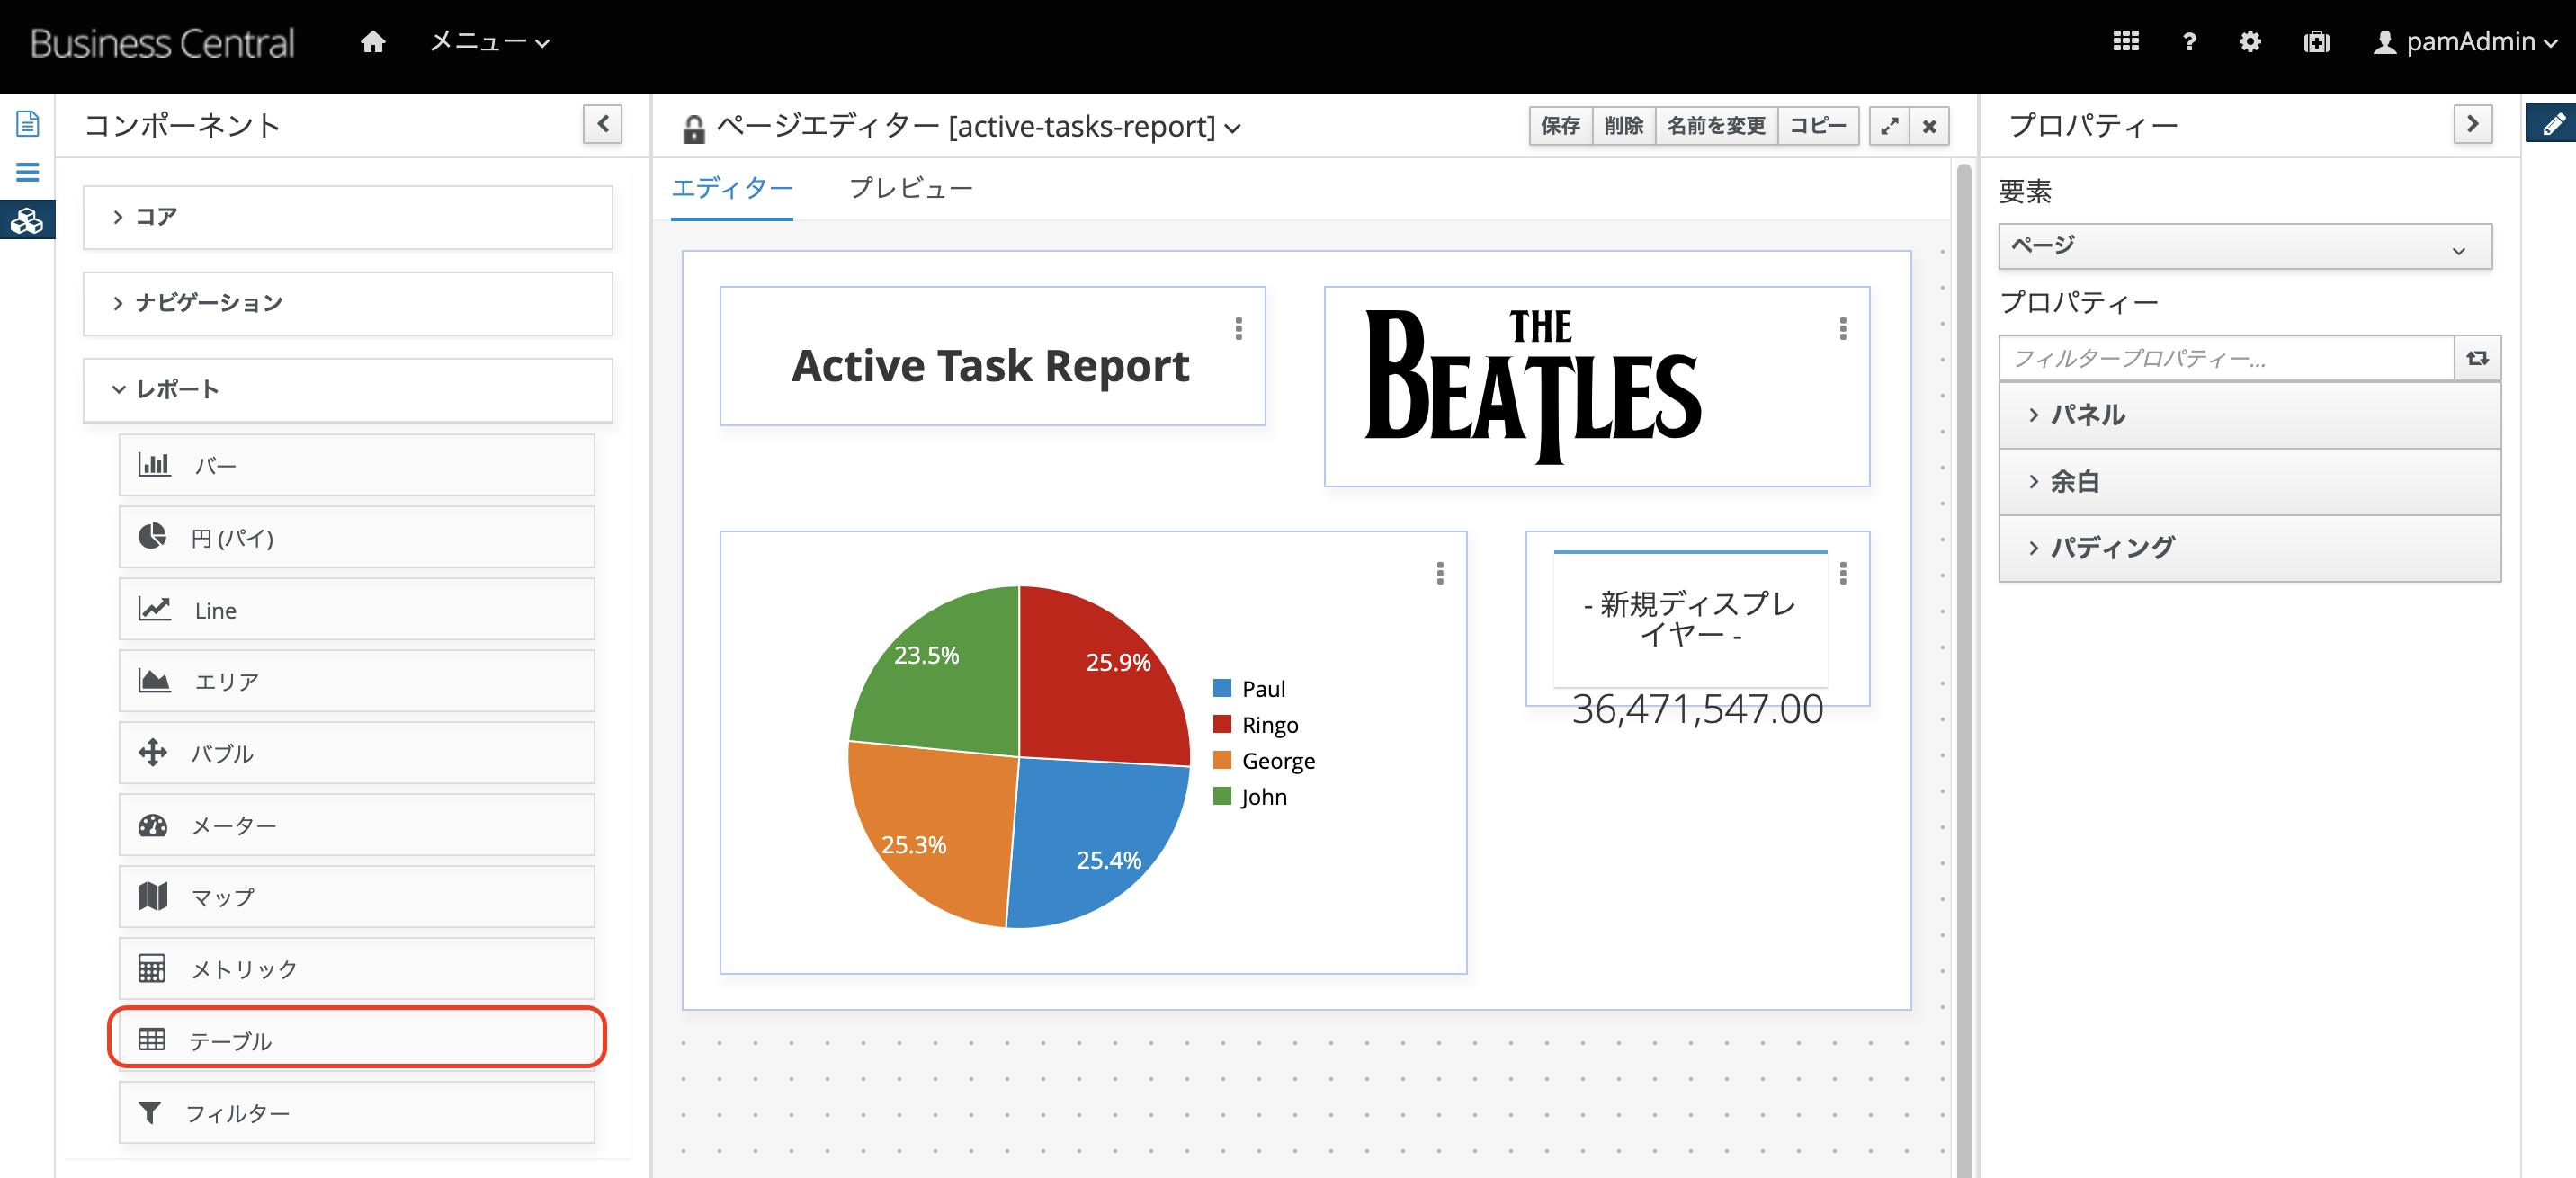 Business Central
メニュー
?
pamAdmin
コンポーネント
コア
ナビゲーション
レポート
バー
円 (パイ)
Line
エリア
バブル
メーター
マップ
メトリック
テーブル
フィルター
ページエディター [active-tasks-report]
保存
削除
名前を変更
コピー
エディター
プレビュー
Active Task Report
THE
BEATLES
23.5%
25.9%
25.3%
25.4%
Paul
Ringo
George
John
- 新規ディスプレ
イヤー -
36,471,547.00
プロパティー
要素
ページ
プロパティー
フィルタープロパティー...
パネル
余白
パディング